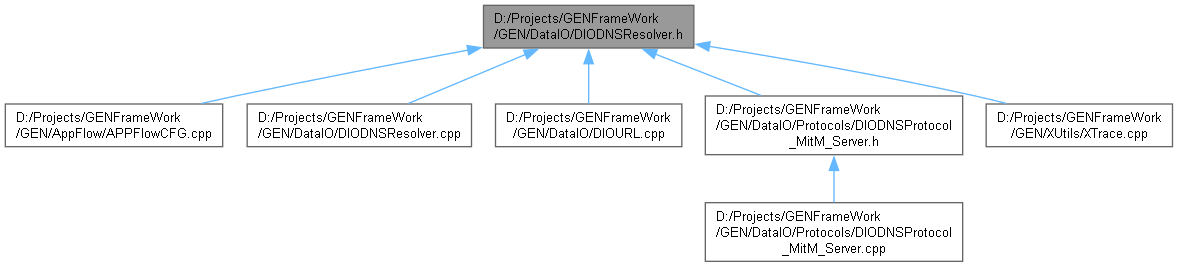 D:/Projects/GENFrameWork
/GEN/DataIO/DIODNSResolver.h
D:/Projects/GENFrameWork
/GEN/AppFlow/APPFlowCFG.cpp
D:/Projects/GENFrameWork
/GEN/DataIO/DIODNSResolver.cpp
D:/Projects/GENFrameWork
/GEN/DataIO/DIOURL.cpp
D:/Projects/GENFrameWork
/GEN/DataIO/Protocols/DIODNSProtocol
_MitM_Server.h
D:/Projects/GENFrameWork
/GEN/XUtils/XTrace.cpp
D:/Projects/GENFrameWork
/GEN/DataIO/Protocols/DIODNSProtocol
_MitM_Server.cpp